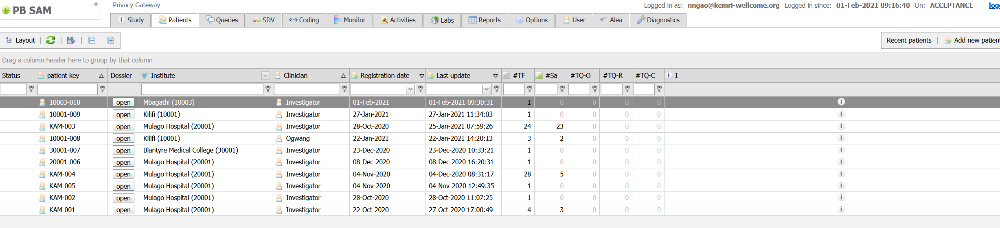 PB SAM
Privacy Gateway
Logged in as: nngao@kemri-wellcome.org Logged in since: 01-Feb-2021 09:16:40 On: ACCEPTANCE
Study Patients Queries SDV Coding Monitor Activities Labs Reports Options User Alea Diagnostics
Layout
Recent patients Add new patient
Drag a column header here to group by that column
Status patient key Dossier Institute Clinician Registration date Last update #TF #Sa #TQ-O #TQ-R #TQ-C I
10003-010 open Mbagathi (10003) Investigator 01-Feb-2021 01-Feb-2021 09:30:31 1 0 0 0 0
10001-009 open Kilifi (10001) Investigator 27-Jan-2021 27-Jan-2021 11:34:03 1 0 0 0 0
KAM-003 open Mulago Hospital (20001) Investigator 28-Oct-2020 25-Jan-2021 07:59:26 24 23 0 0 0
10001-008 open Kilifi (10001) Ogwang 22-Jan-2021 22-Jan-2021 14:20:13 3 2 0 0 0
30001-007 open Blantyre Medical College (30001) Investigator 23-Dec-2020 23-Dec-2020 10:33:21 1 0 0 0 0
20001-006 open Mulago Hospital (20001) Investigator 08-Dec-2020 08-Dec-2020 16:20:31 1 0 0 0 0
KAM-004 open Mulago Hospital (20001) Investigator 04-Nov-2020 04-Dec-2020 08:31:17 28 5 0 0 0
KAM-005 open Mulago Hospital (20001) Investigator 04-Nov-2020 04-Nov-2020 12:49:35 1 0 0 0 0
KAM-002 open Mulago Hospital (20001) Investigator 28-Oct-2020 28-Oct-2020 11:07:25 1 0 0 0 0
KAM-001 open Mulago Hospital (20001) Investigator 22-Oct-2020 27-Oct-2020 17:00:49 4 3 0 0 0